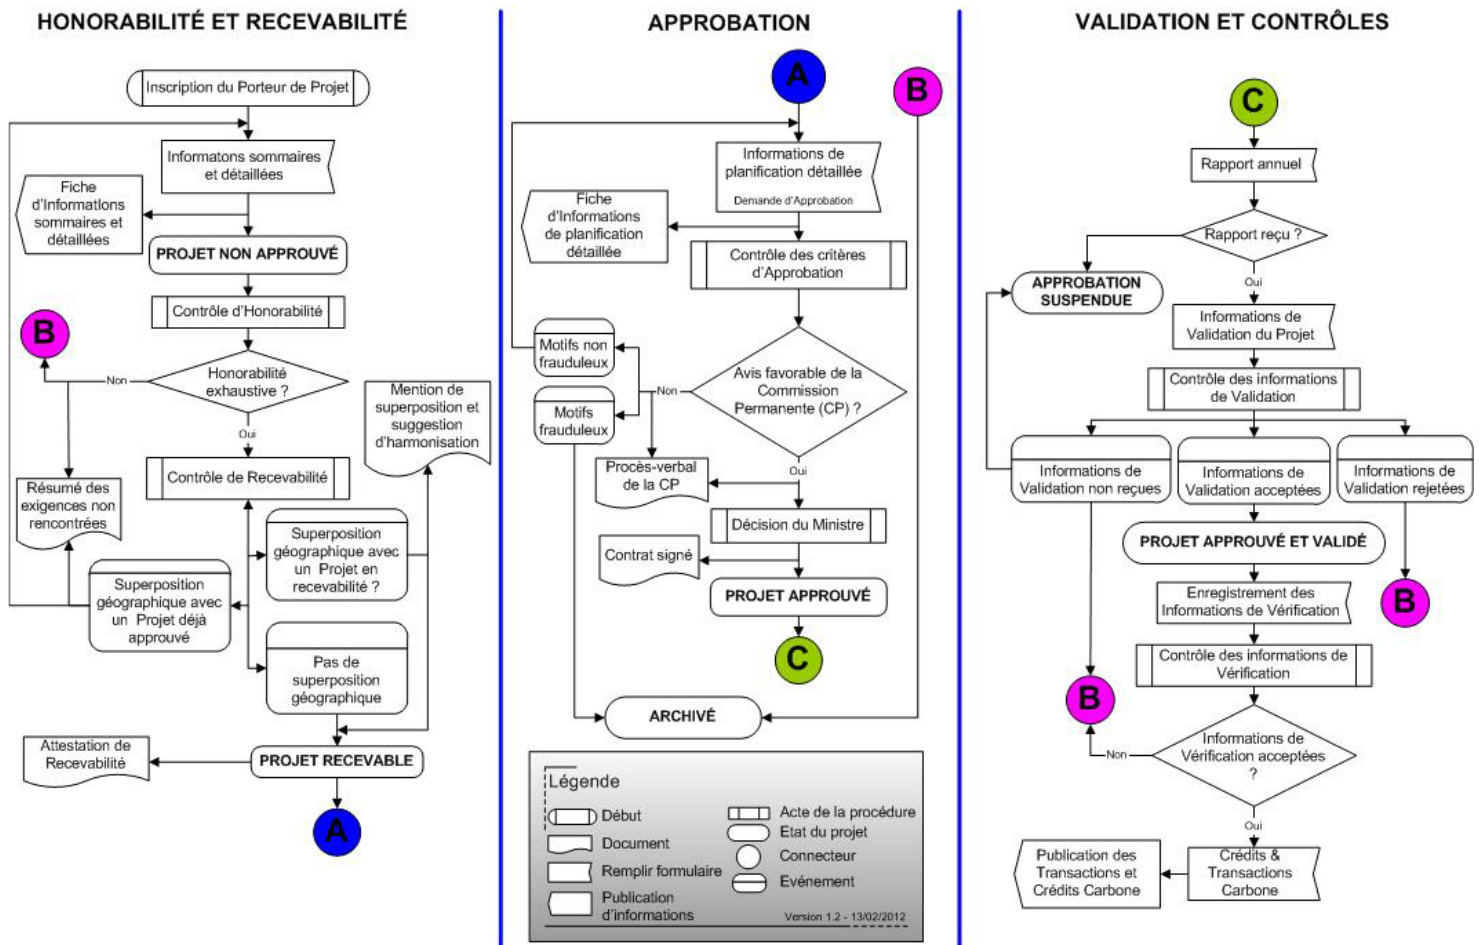 HONORABILITÉ ET RECEVABILITÉ
Inscription du Porteur de Projet
Informatons sommaires
et détaillées
Fiche
d'InformatIons
sommaires et
détaillées
PROJET NON APPROUVÉ
Contrôle d'Honorabilité
B
Honorabilité
exhaustive ?
Non
Oui
Mention de
superposition et
suggestion
d'harmonisation
Contrôle de Recevabilité
Résumé des
exigences non
rencontrées
Superposition
géographique avec
un Projet en
recevabilité ?
Superposition
géographique avec
un Projet déjà
approuvé
Pas de
superposition
géographique
Attestation de
Recevabilité
PROJET RECEVABLE
A
APPROBATION
A
B
Informations de
planification détaillée
Demande d'Approbation
Fiche
d'Informations
de planification
détaillée
Contrôle des critères
d'Approbation
Motifs non
frauduleux
Motifs
frauduleux
Non
Avis favorable de la
Commission
Permanente (CP) ?
Oui
Procès-verbal
de la CP
Décision du Ministre
Contrat signé
PROJET APPROUVÉ
C
ARCHIVÉ
Légende
Début
Document
Remplir formulaire
Publication
d'informations
Acte de la procédure
Etat du projet
Connecteur
Evénement
Version 1.2 - 13/02/2012
VALIDATION ET CONTRÔLES
C
Rapport annuel
Rapport reçu ?
Oui
APPROBATION
SUSPENDUE
Informations de
Validation du Projet
Contrôle des informations
de Validation
Informations de
Validation non reçues
Informations de
Validation acceptées
Informations de
Validation rejetées
PROJET APPROUVÉ ET VALIDÉ
B
Enregistrement des
Informations de Vérification
Contrôle des informations de
Vérification
B
Non
Informations de
Vérification acceptées
?
Oui
Publication des
Transactions et
Crédits Carbone
Crédits &
Transactions
Carbone